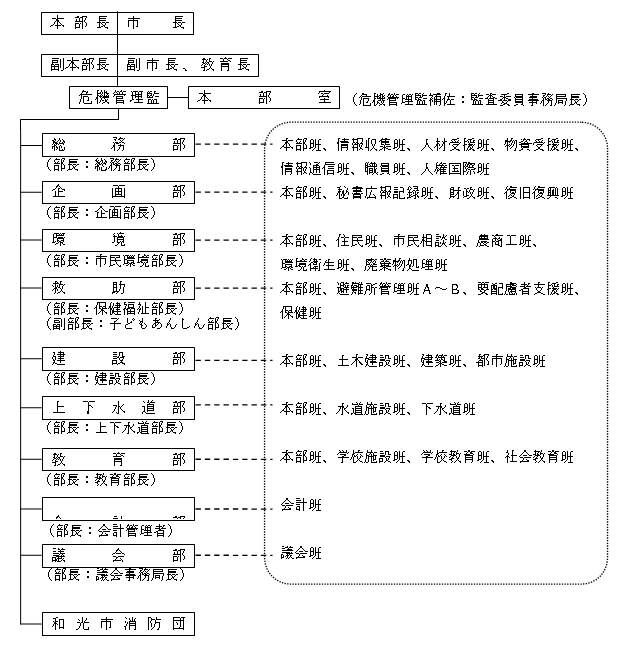 本部長 市長
副本部長 副市長、教育長
危機管理監 本部室 (危機管理監補佐：監査委員事務局長)
総務部 本部班、情報収集班、人材受援班、物資受援班、
(部長：総務部長) 情報通信班、職員班、人権国際班
企画部 本部班、秘書広報記録班、財政班、復旧復興班
(部長：企画部長)
環境部 本部班、住民班、市民相談班、農商工班、
(部長：市民環境部長) 環境衛生班、廃棄物処理班
救助部 本部班、避難所管理班Ａ～Ｂ、要配慮者支援班、
(部長：保健福祉部長) 保健班
(副部長：子どもあんしん部長)
建設部 本部班、土木建設班、建築班、都市施設班
(部長：建設部長)
上下水道部 本部班、水道施設班、下水道班
(部長：上下水道部長)
教育部 本部班、学校施設班、学校教育班、社会教育班
(部長：教育部長)
会計班
(部長：会計管理者)
議会部 議会班
(部長：議会事務局長)
和光市消防団